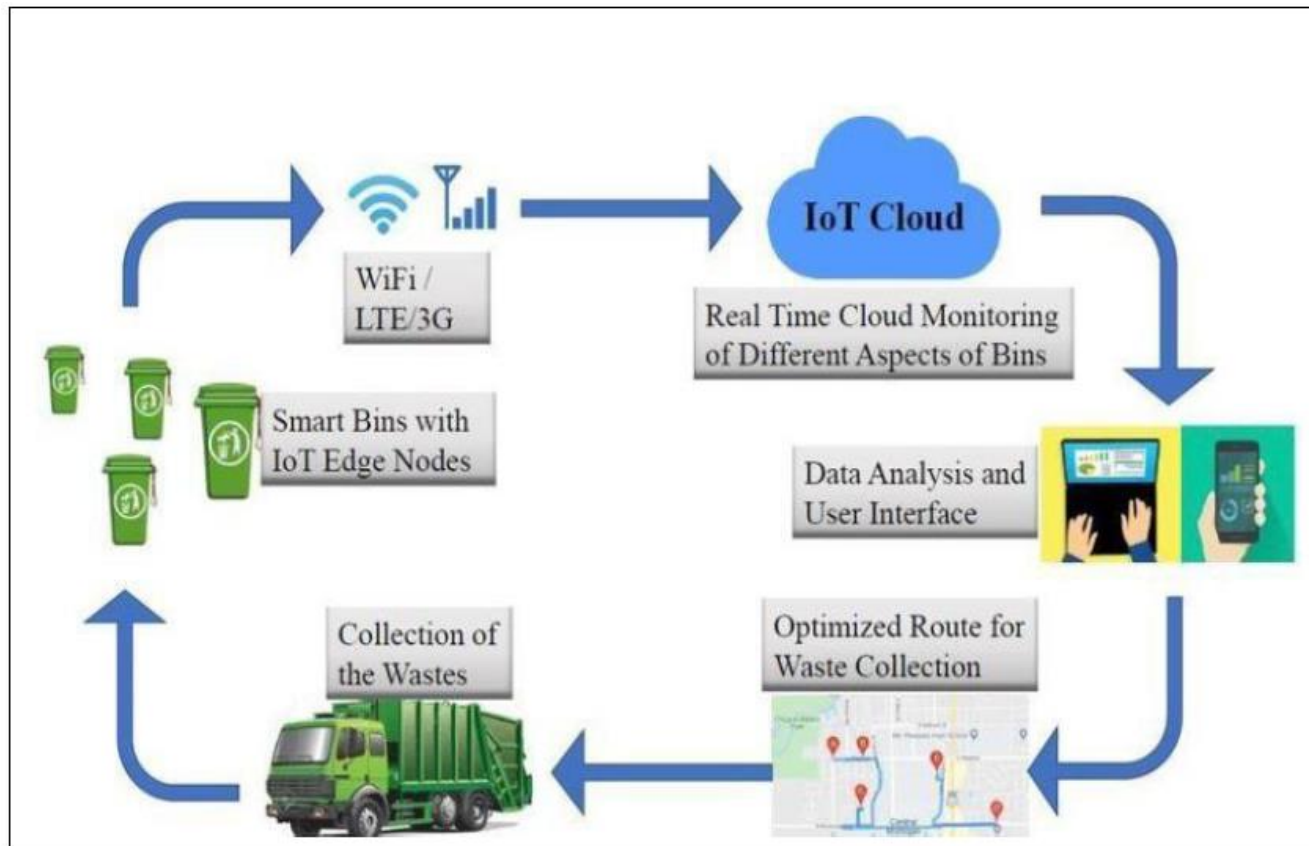 IoT Cloud
WiFi /
LTE/3G
Real Time Cloud Monitoring
of Different Aspects of Bins
Smart Bins with
IoT Edge Nodes
Data Analysis and
User Interface
Collection of
the Wastes
Optimized Route for
Waste Collection